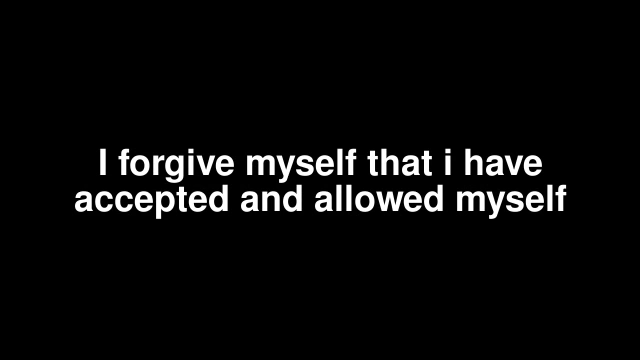 I forgive myself that i have
accepted and allowed myself